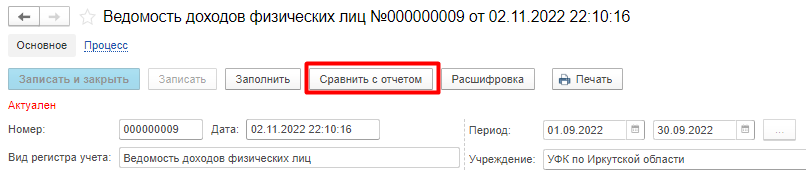 Ведомость доходов физических лиц №000000009 от 02.11.2022 22:10:16
Основное Процесс
Записать и закрыть Записать Заполнить Сравнить с отчетом Расшифровка Печать
Актуален
Номер: 000000009 Дата: 02.11.2022 22:10:16 Период: 01.09.2022 30.09.2022 ...
Вид регистра учета: Ведомость доходов физических лиц Учреждение: УФК по Иркутской области